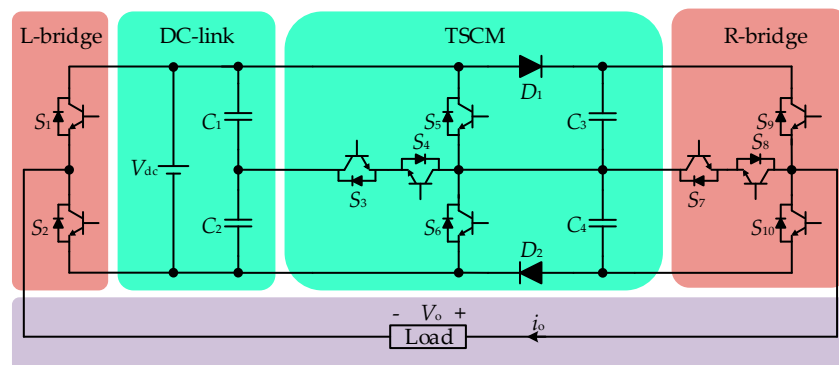 L-bridge
DC-link
TSCM
R-bridge
S1
C1
S5
D1
C3
S9
S4
S8
Vdc
S3
S7
S2
C2
S6
C4
S10
D2
- Vo +
io
Load